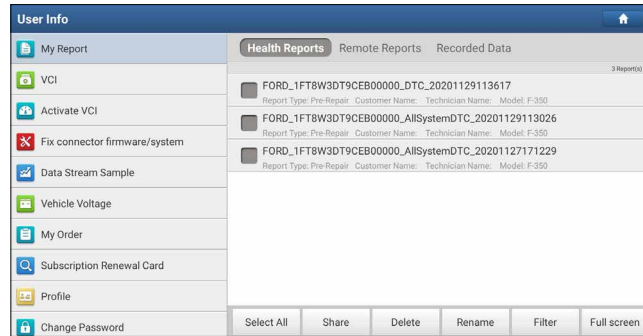 User Info
My Report
VCI
Activate VCI
Fix connector firmware/system
Data Stream Sample
Vehicle Voltage
My Order
Subscription Renewal Card
Profile
Change Password
Health Reports Remote Reports Recorded Data
3 Report(s)
FORD_1FT8W3DT9CEB00000_DTC_20201129113617
Report Type: Pre-Repair Customer Name: Technician Name: Model: F-350
FORD_1FT8W3DT9CEB00000_AllSystemDTC_20201129113026
Report Type: Pre-Repair Customer Name: Technician Name: Model: F-350
FORD_1FT8W3DT9CEB00000_AllSystemDTC_20201127171229
Report Type: Pre-Repair Customer Name: Technician Name: Model: F-350
Select All Share Delete Rename Filter Full screen